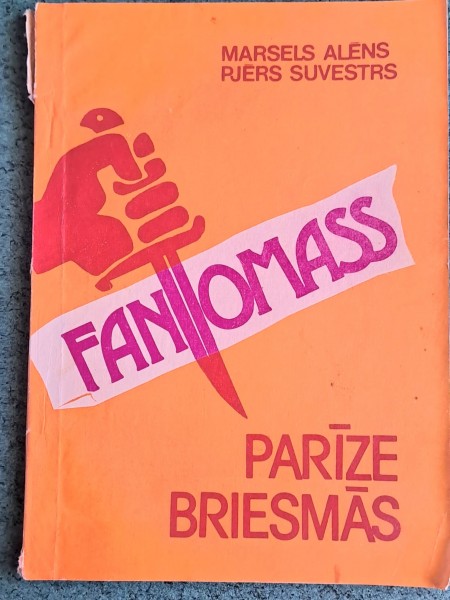 MARSELS ALĒNS
PJĒRS SUVESTRS
FANTOMASS
PARĪZE
BRIESMĀS